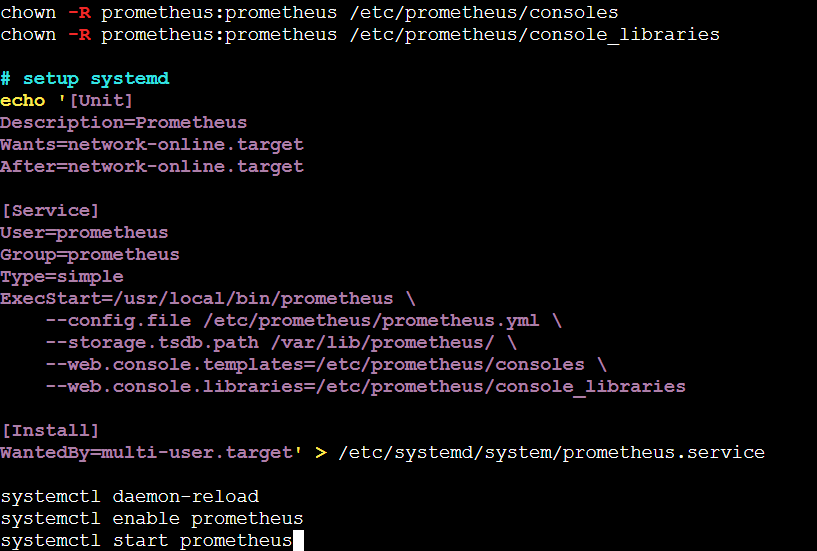 chown -R prometheus:prometheus /etc/prometheus/consoles
chown -R prometheus:prometheus /etc/prometheus/console_libraries

# setup systemd
echo '[Unit]
Description=Prometheus
Wants=network-online.target
After=network-online.target

[Service]
User=prometheus
Group=prometheus
Type=simple
ExecStart=/usr/local/bin/prometheus \
    --config.file /etc/prometheus/prometheus.yml \
    --storage.tsdb.path /var/lib/prometheus/ \
    --web.console.templates=/etc/prometheus/consoles \
    --web.console.libraries=/etc/prometheus/console_libraries

[Install]
WantedBy=multi-user.target' > /etc/systemd/system/prometheus.service

systemctl daemon-reload
systemctl enable prometheus
systemctl start prometheus